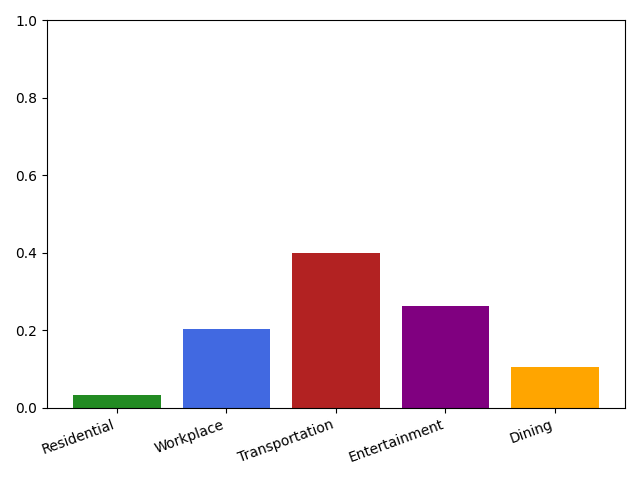 1.0
0.8
0.6
0.4
0.2
0.0
Residential
Workplace
Transportation
Entertainment
Dining